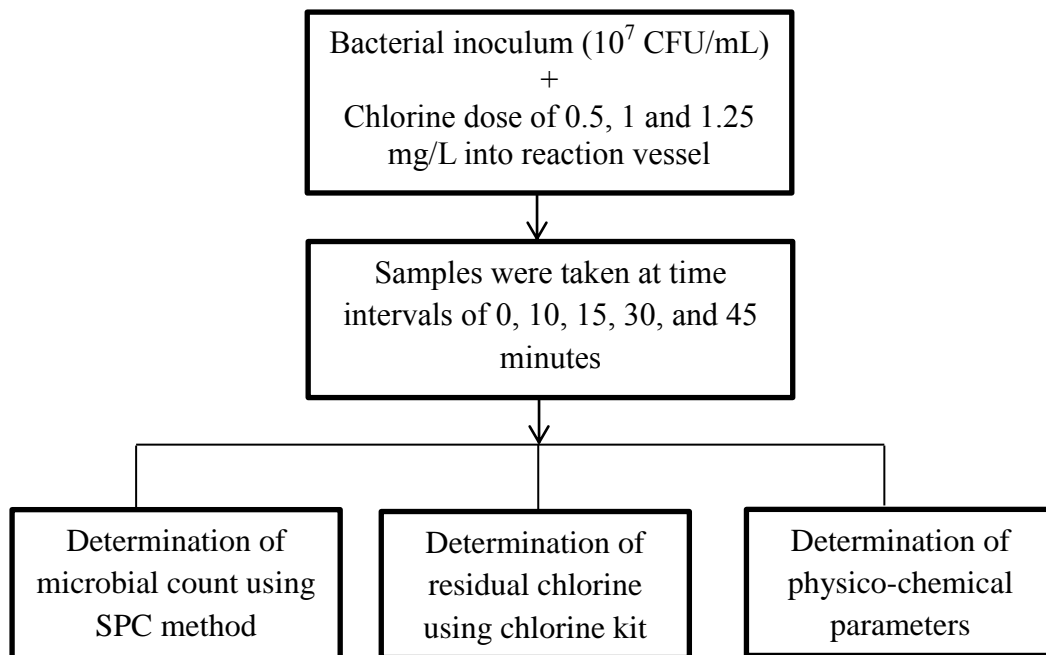 Bacterial inoculum (10⁷ CFU/mL)
+
Chlorine dose of 0.5, 1 and 1.25
mg/L into reaction vessel
Samples were taken at time
intervals of 0, 10, 15, 30, and 45
minutes
Determination of
microbial count using
SPC method
Determination of
residual chlorine
using chlorine kit
Determination of
physico-chemical
parameters